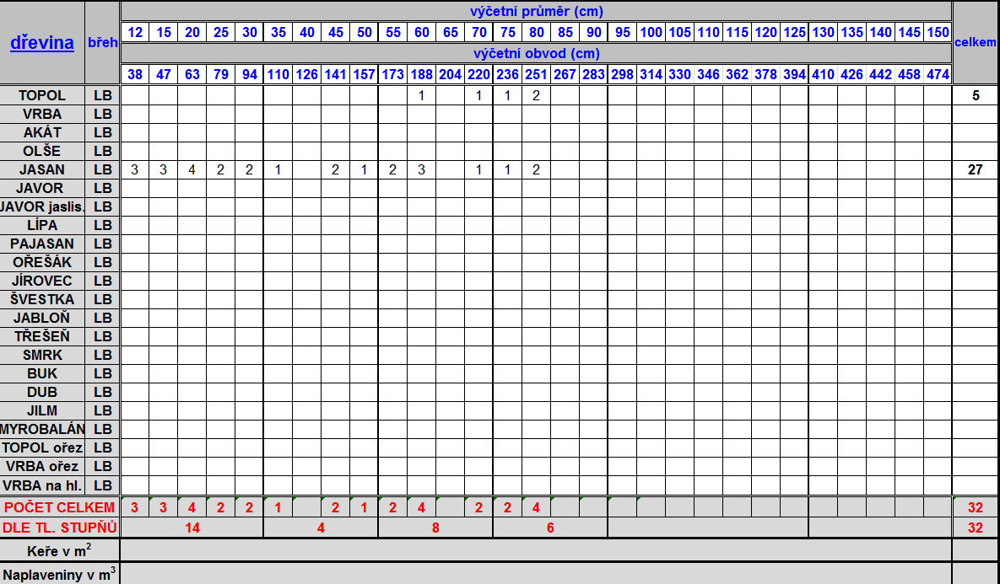 výčetní průměr (cm)
dřevina břeh 12 15 20 25 30 35 40 45 50 55 60 65 70 75 80 85 90 95 100 105 110 115 120 125 130 135 140 145 150 celkem
výčetní obvod (cm)
38 47 63 79 94 110 126 141 157 173 188 204 220 236 251 267 283 298 314 330 346 362 378 394 410 426 442 458 474
TOPOL LB 1 1 1 2 5
VRBA LB
AKÁT LB
OLŠE LB
JASAN LB 3 3 4 2 2 1 2 1 2 3 1 1 2 27
JAVOR LB
JAVOR jaslis. LB
LÍPA LB
PAJASAN LB
OŘEŠÁK LB
JÍROVEC LB
ŠVESTKA LB
JABLOŇ LB
TŘEŠEŇ LB
SMRK LB
BUK LB
DUB LB
JILM LB
MYROBALÁN LB
TOPOL ořez LB
VRBA ořez LB
VRBA na hl. LB
POČET CELKEM 3 3 4 2 2 1 2 1 2 4 2 2 4 32
DLE TL. STUPŇŮ 14 4 8 6 32
Keře v m2
Naplaveniny v m3